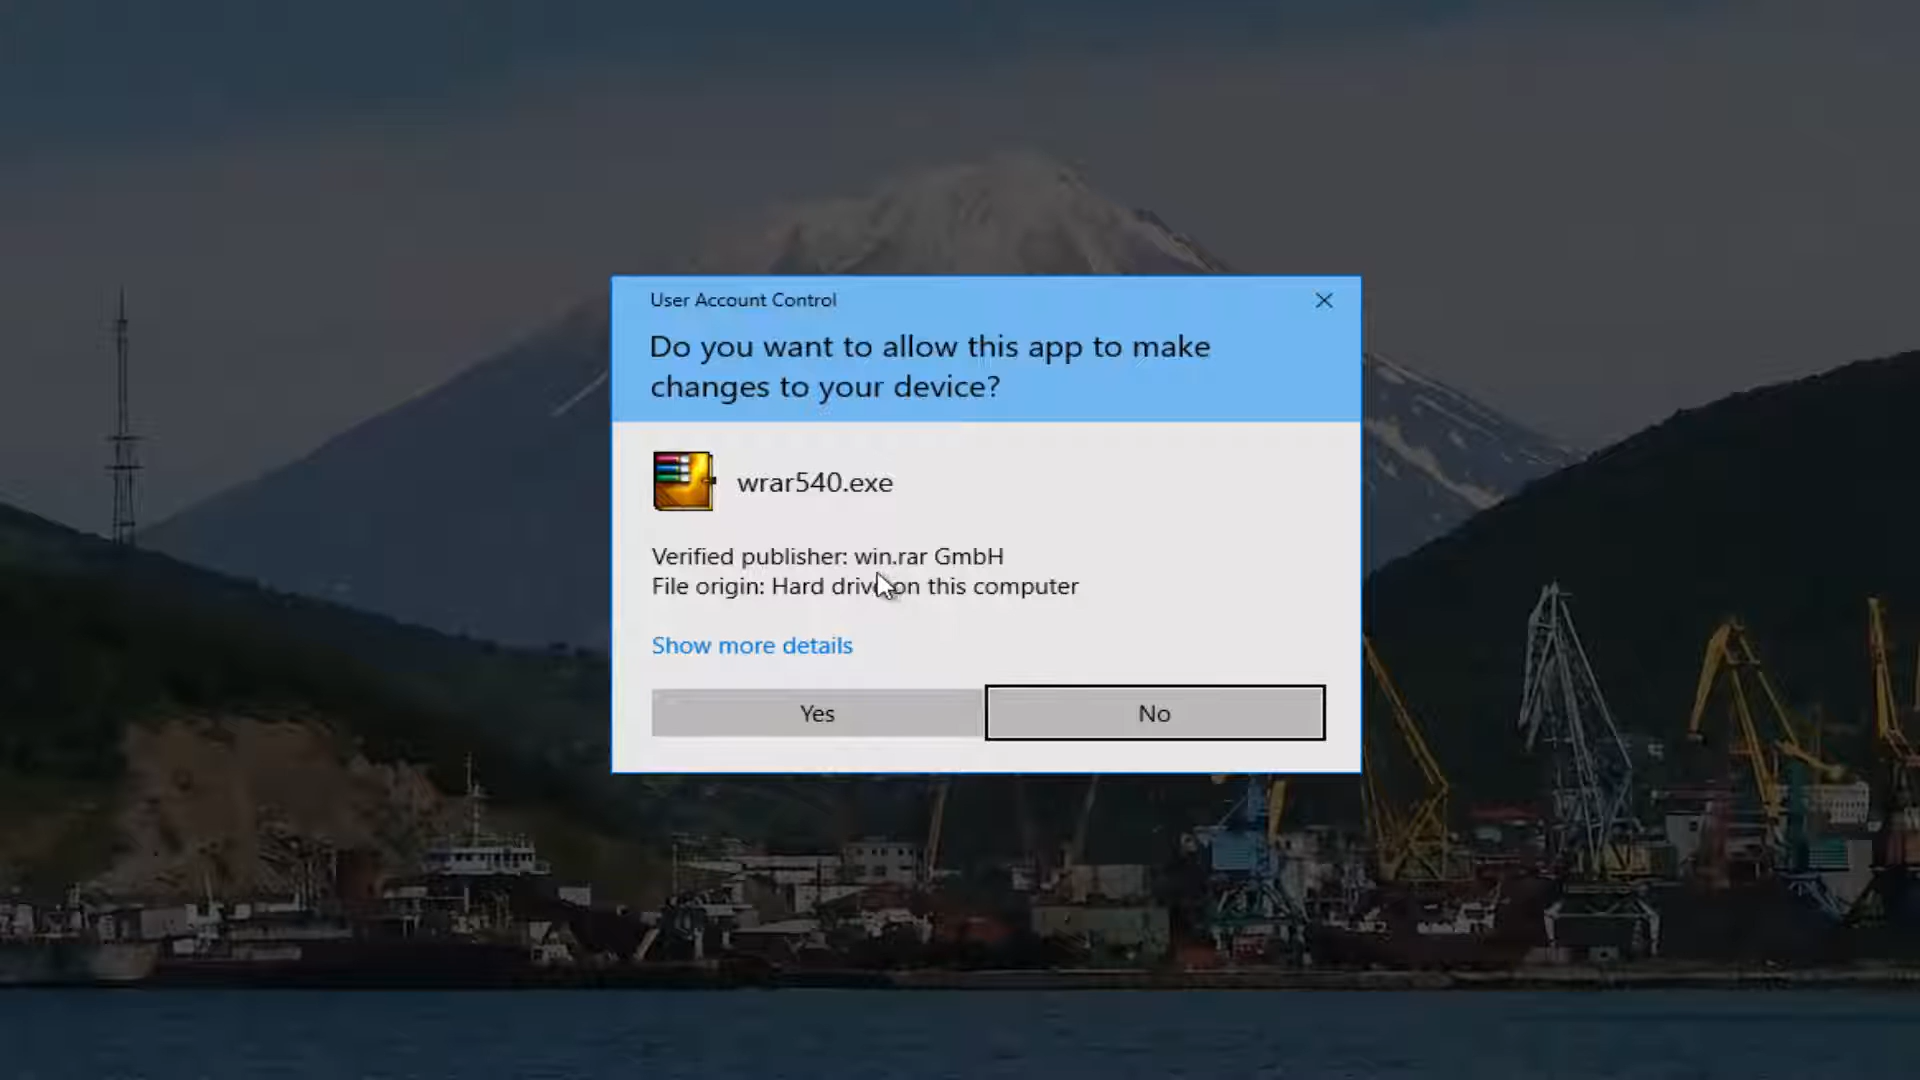 User Account Control
Do you want to allow this app to make
changes to your device?
wrar540.exe
Verified publisher: win.rar GmbH
File origin: Hard drive on this computer
Show more details
Yes
No